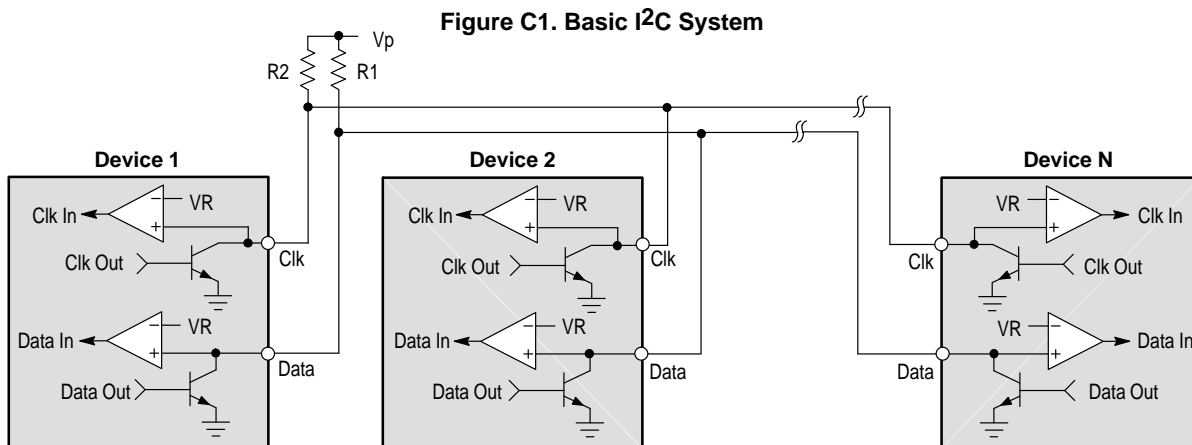 Figure C1. Basic I2C System
Vp
R2
R1
Device 1
Clk In
VR
Clk Out
Clk
Data In
VR
Data Out
Data
Device 2
Clk In
VR
Clk Out
Clk
Data In
VR
Data Out
Data
Device N
VR
Clk In
Clk
Clk Out
VR
Data In
Data
Data Out